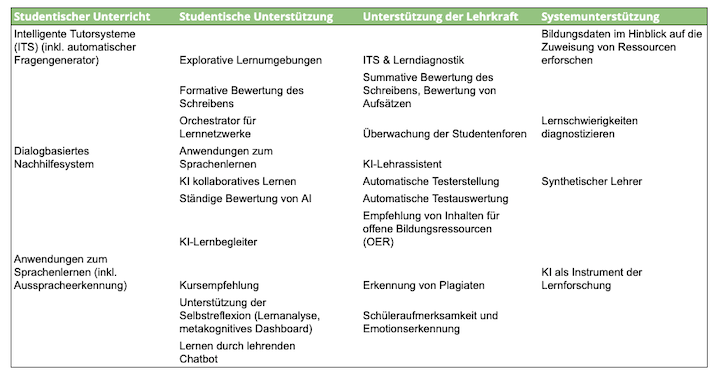 Studentischer Unterricht Studentische Unterstützung Unterstützung der Lehrkraft Systemunterstützung
Intelligente Tutorsysteme
(ITS) (inkl. automatischer
Fragengenerator)
Explorative Lernumgebungen
ITS & Lerndiagnostik
Bildungsdaten im Hinblick auf die
Zuweisung von Ressourcen
erforschen
Formative Bewertung des
Schreibens
Summative Bewertung des
Schreibens, Bewertung von
Aufsätzen
Orchestrator für
Lernnetzwerke
Überwachung der Studentenforen
Lernschwierigkeiten
diagnostizieren
Dialogbasiertes
Nachhilfesystem
Anwendungen zum
Sprachenlernen
KI-Lehrassistent
KI kollaboratives Lernen
Automatische Testerstellung
Synthetischer Lehrer
Ständige Bewertung von AI
Automatische Testauswertung
KI-Lernbegleiter
Empfehlung von Inhalten für
offene Bildungsressourcen
(OER)
Anwendungen zum
Sprachenlernen (inkl.
Ausspracheerkennung)
Kursempfehlung
Erkennung von Plagiaten
KI als Instrument der
Lernforschung
Unterstützung der
Selbstreflexion (Lernanalyse,
metakognitives Dashboard)
Schüleraufmerksamkeit und
Emotionserkennung
Lernen durch lehrenden
Chatbot